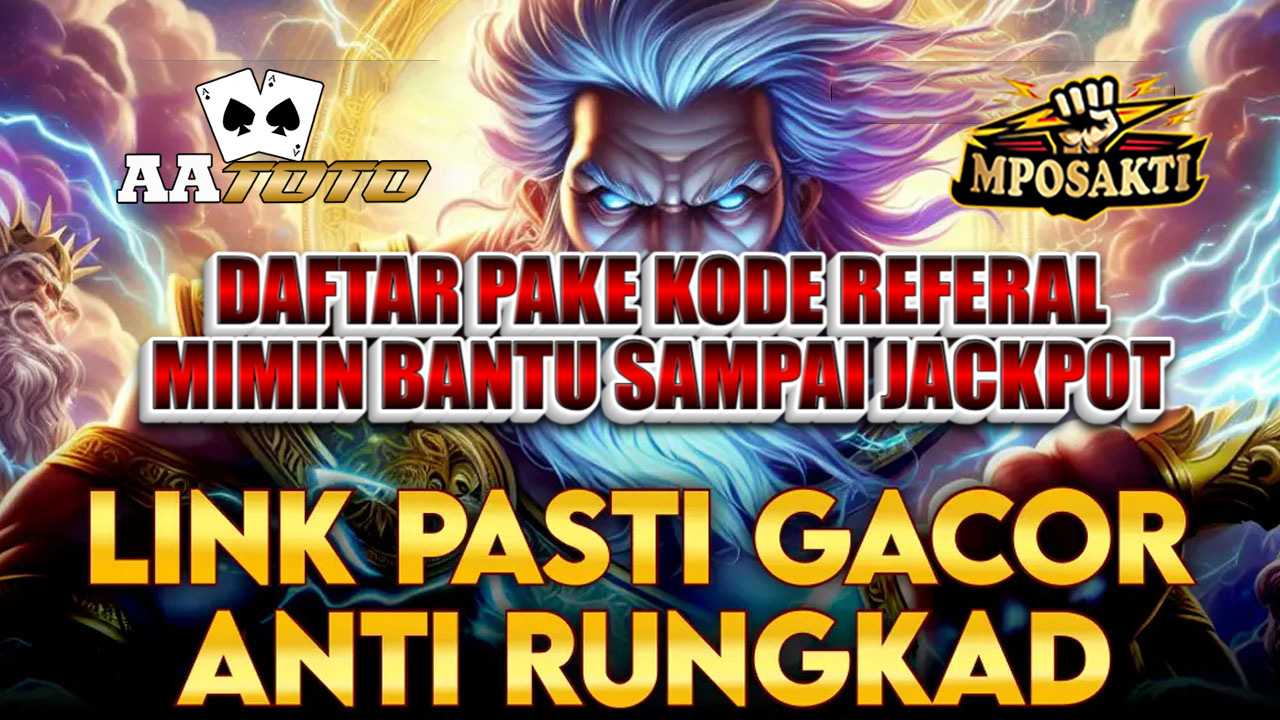 AATOTO
MPOSAKTI
DAFTAR PAKE KODE REFERAL
MIMIN BANTU SAMPAI JACKPOT
LINK PASTI GACOR
ANTI RUNGKAD